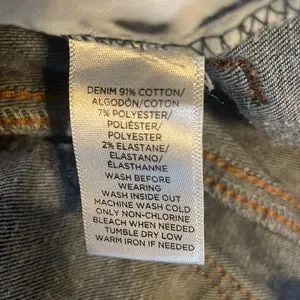 DENIM 91% COTTON/
ALGODÓN/COTON
7% POLYESTER/
POLIÉSTER/
POLYESTER
2% ELASTANE/
ELASTANO/
ÉLASTHANNE
WASH BEFORE
WEARING
WASH INSIDE OUT
MACHINE WASH COLD
ONLY NON-CHLORINE
BLEACH WHEN NEEDED
TUMBLE DRY LOW
WARM IRON IF NEEDED